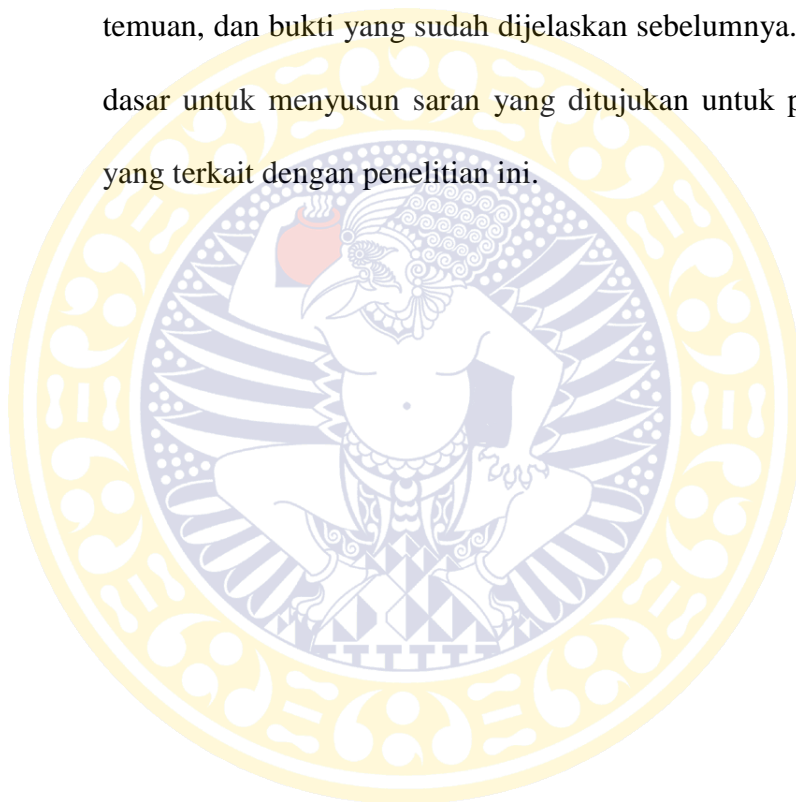 temuan, dan bukti yang sudah dijelaskan sebelumnya.
dasar untuk menyusun saran yang ditujukan untuk
yang terkait dengan penelitian ini.